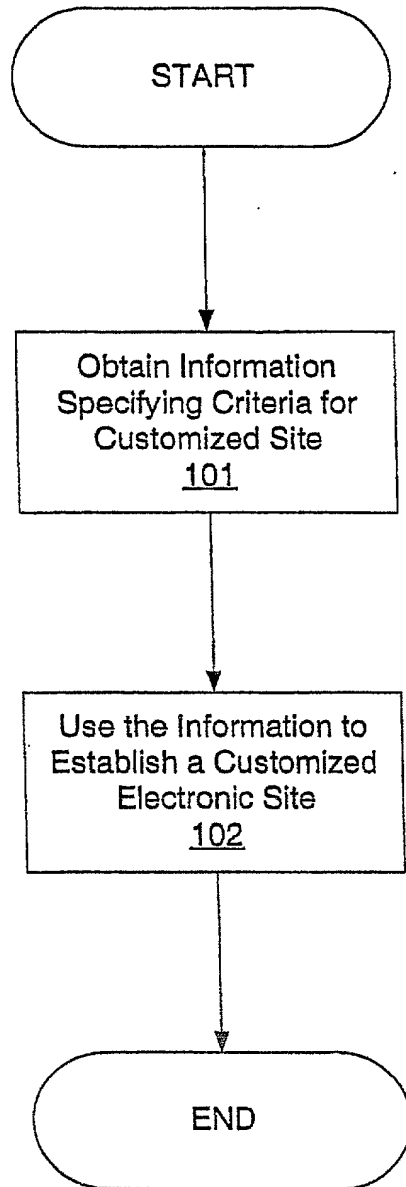 START
Obtain Information
Specifying Criteria for
Customized Site
101
Use the Information to
Establish a Customized
Electronic Site
102
END